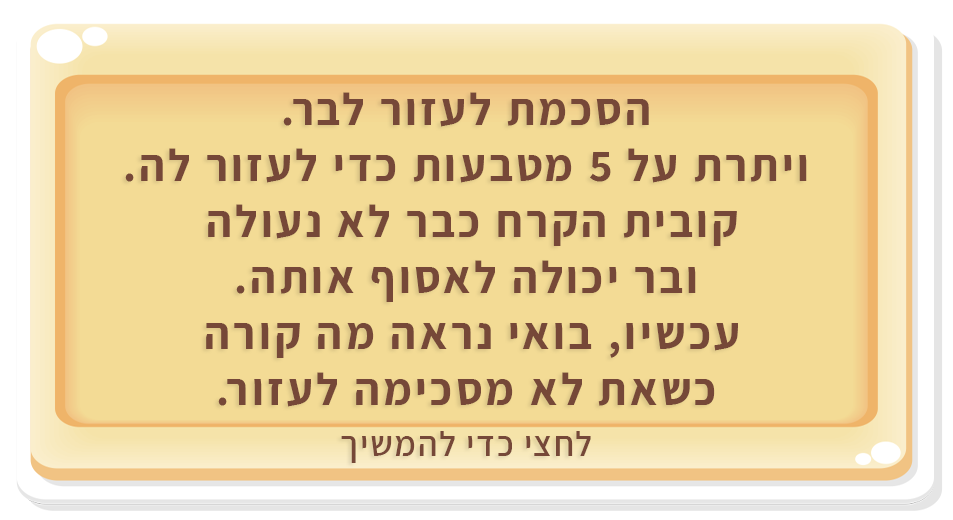 הסכמת לעזור לבר.
ויתרת על 5 מטבעות כדי לעזור לה.
קובית הקרח כבר לא נעולה
ובר יכולה לאסוף אותה.
עכשיו, בואי נראה מה קורה
כשאת לא מסכימה לעזור.
לחצי כדי להמשיך